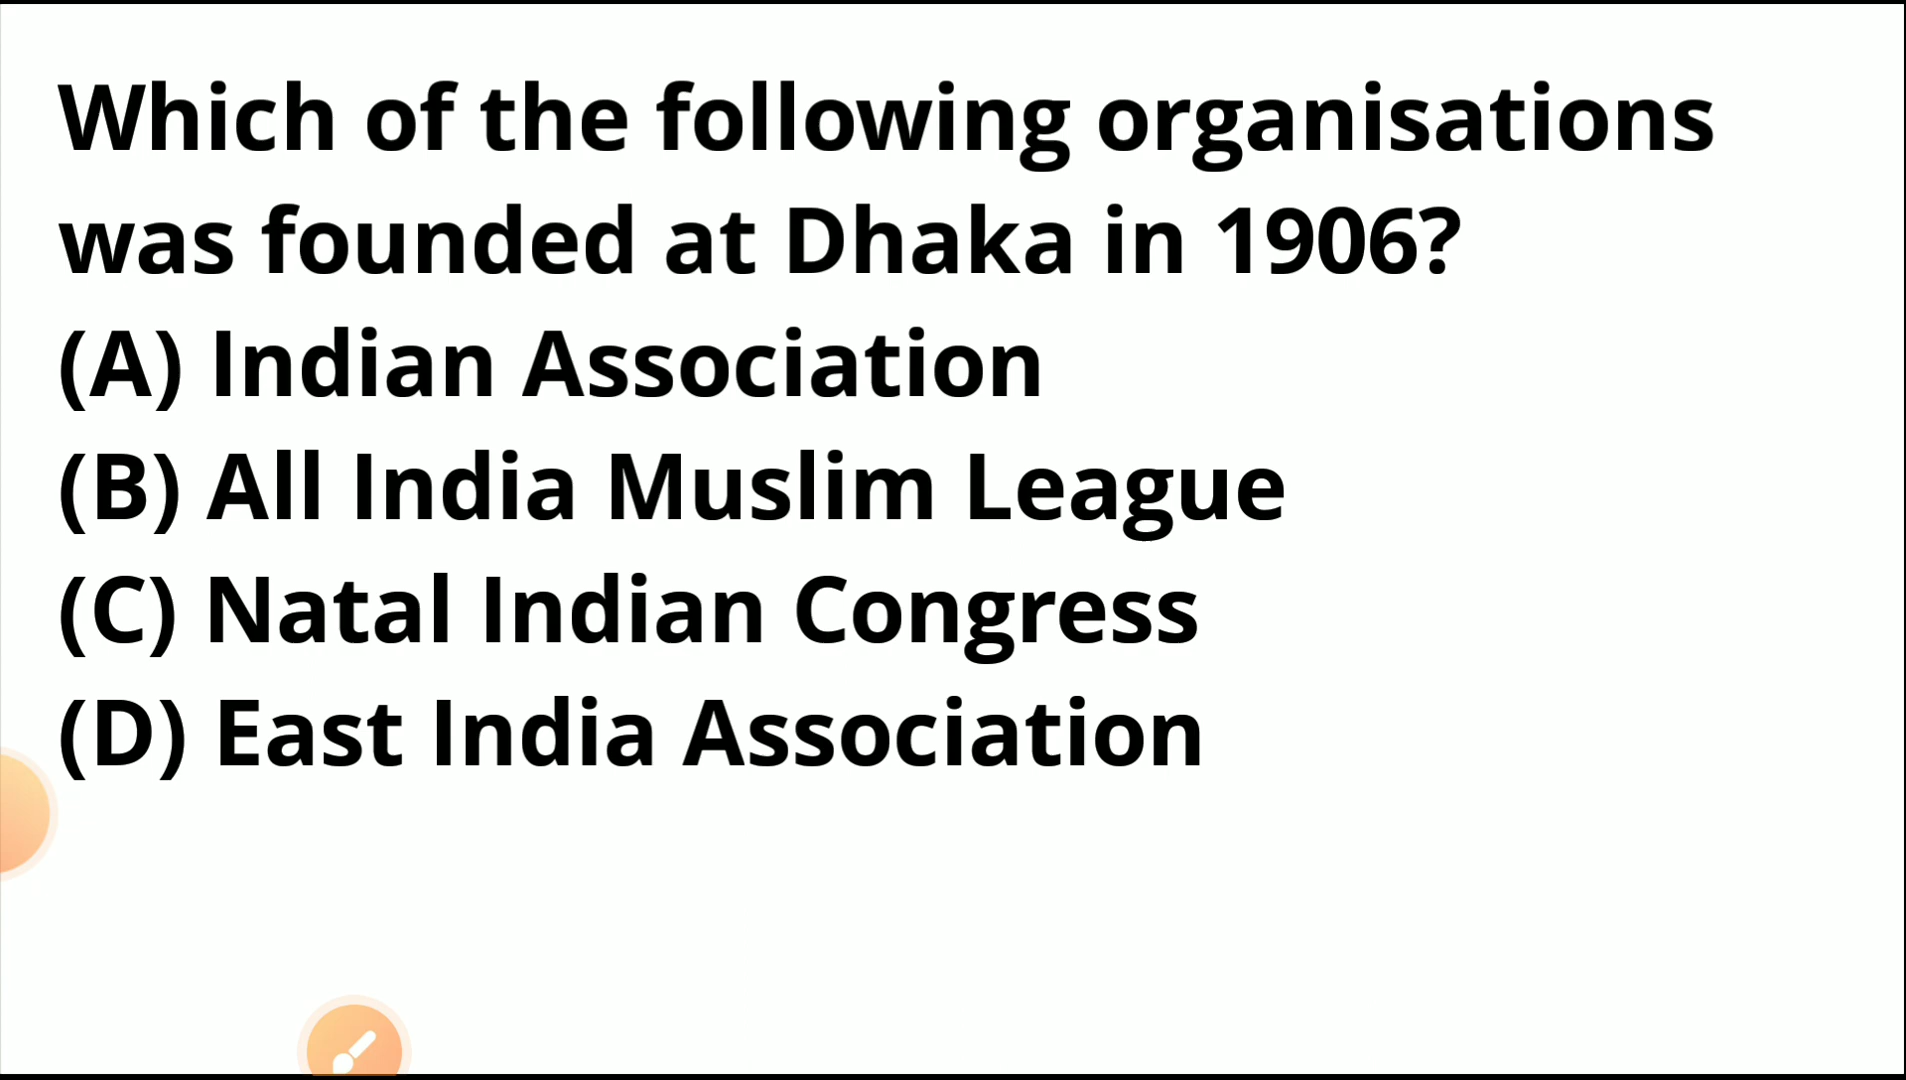 Which of the following organisations
was founded at Dhaka in 1906?
(A) Indian Association
(B) All India Muslim League
(C) Natal Indian Congress
(D) East India Association